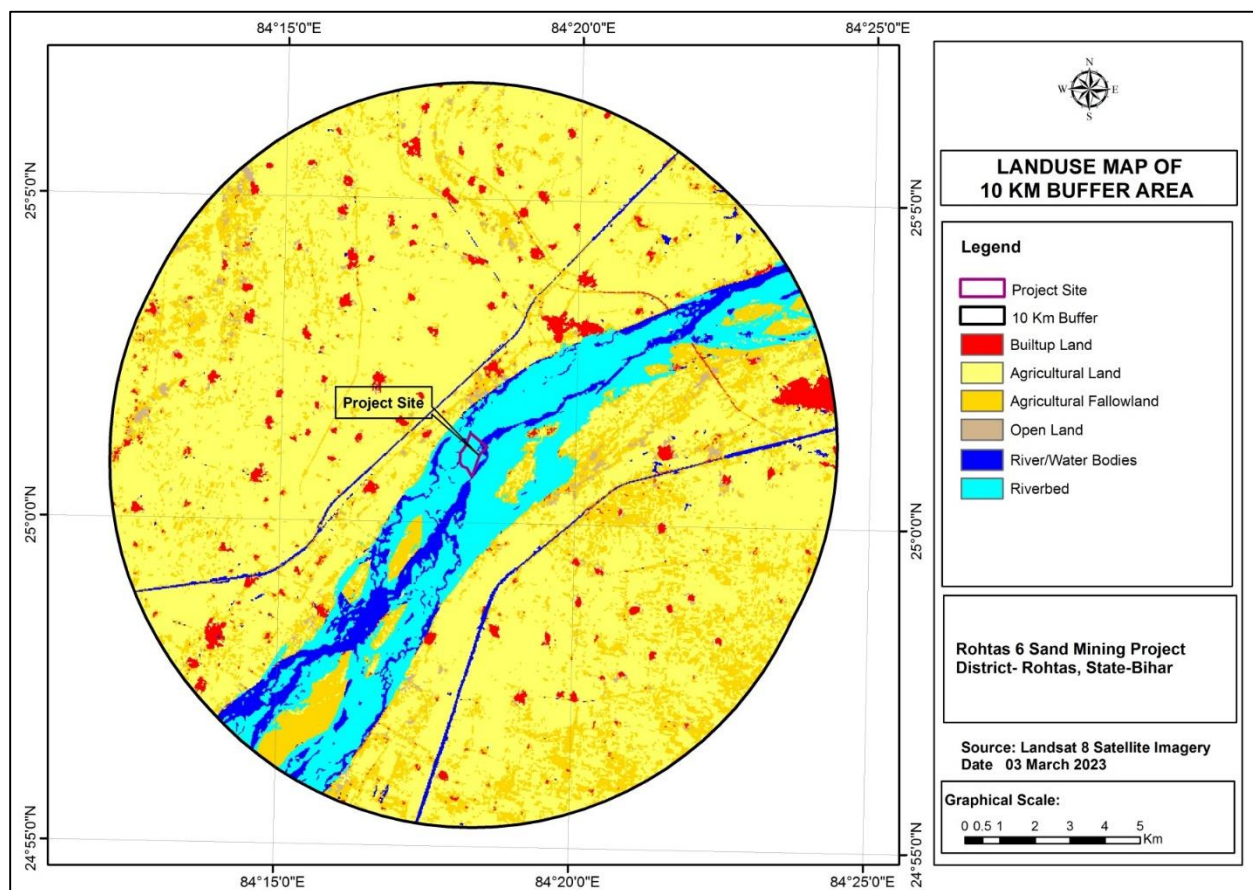 84°15'0"E
84°20'0"E
84°25'0"E
25°5'0"N
25°5'0"N
25°0'0"N
25°0'0"N
24°55'0"N
24°55'0"N
84°15'0"E
84°20'0"E
84°25'0"E
Project Site
N
W
E
S
LANDUSE MAP OF
10 KM BUFFER AREA
Legend
Project Site
10 Km Buffer
Builtup Land
Agricultural Land
Agricultural Fallowland
Open Land
River/Water Bodies
Riverbed
Rohtas 6 Sand Mining Project
District- Rohtas, State-Bihar
Source: Landsat 8 Satellite Imagery
Date 03 March 2023
Graphical Scale:
0 0.5 1 2 3 4 5
Km